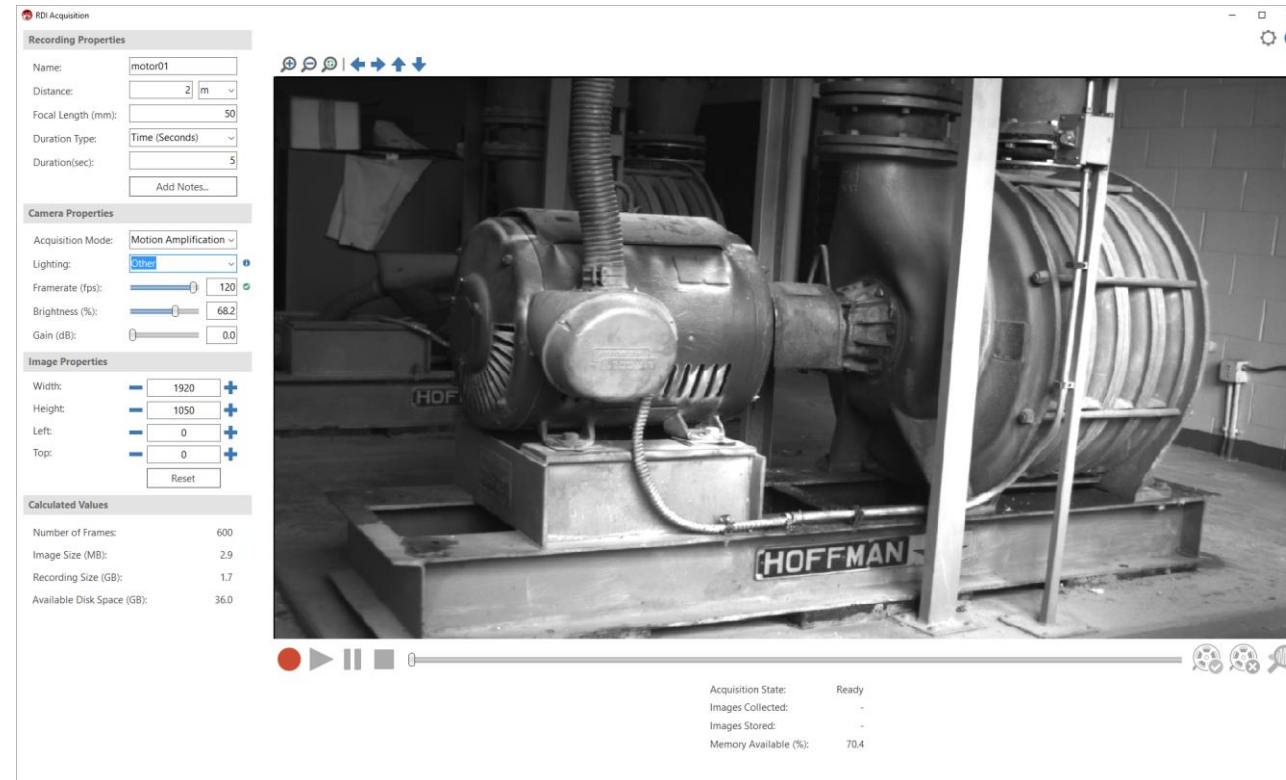 RDI Acquisition
Recording Properties
Name: motor01
Distance: 2 m
Focal Length (mm): 50
Duration Type: Time (Seconds)
Duration(sec): 5
Add Notes...
Camera Properties
Acquisition Mode: Motion Amplification
Lighting: Other
Framerate (fps): 120
Brightness (%): 68.2
Gain (dB): 0.0
Image Properties
Width: 1920
Height: 1050
Left: 0
Top: 0
Reset
Calculated Values
Number of Frames: 600
Image Size (MB): 2.9
Recording Size (GB): 1.7
Available Disk Space (GB): 36.0
HOF
HOFFMAN
Acquisition State: Ready
Images Collected: -
Images Stored: -
Memory Available (%): 70.4